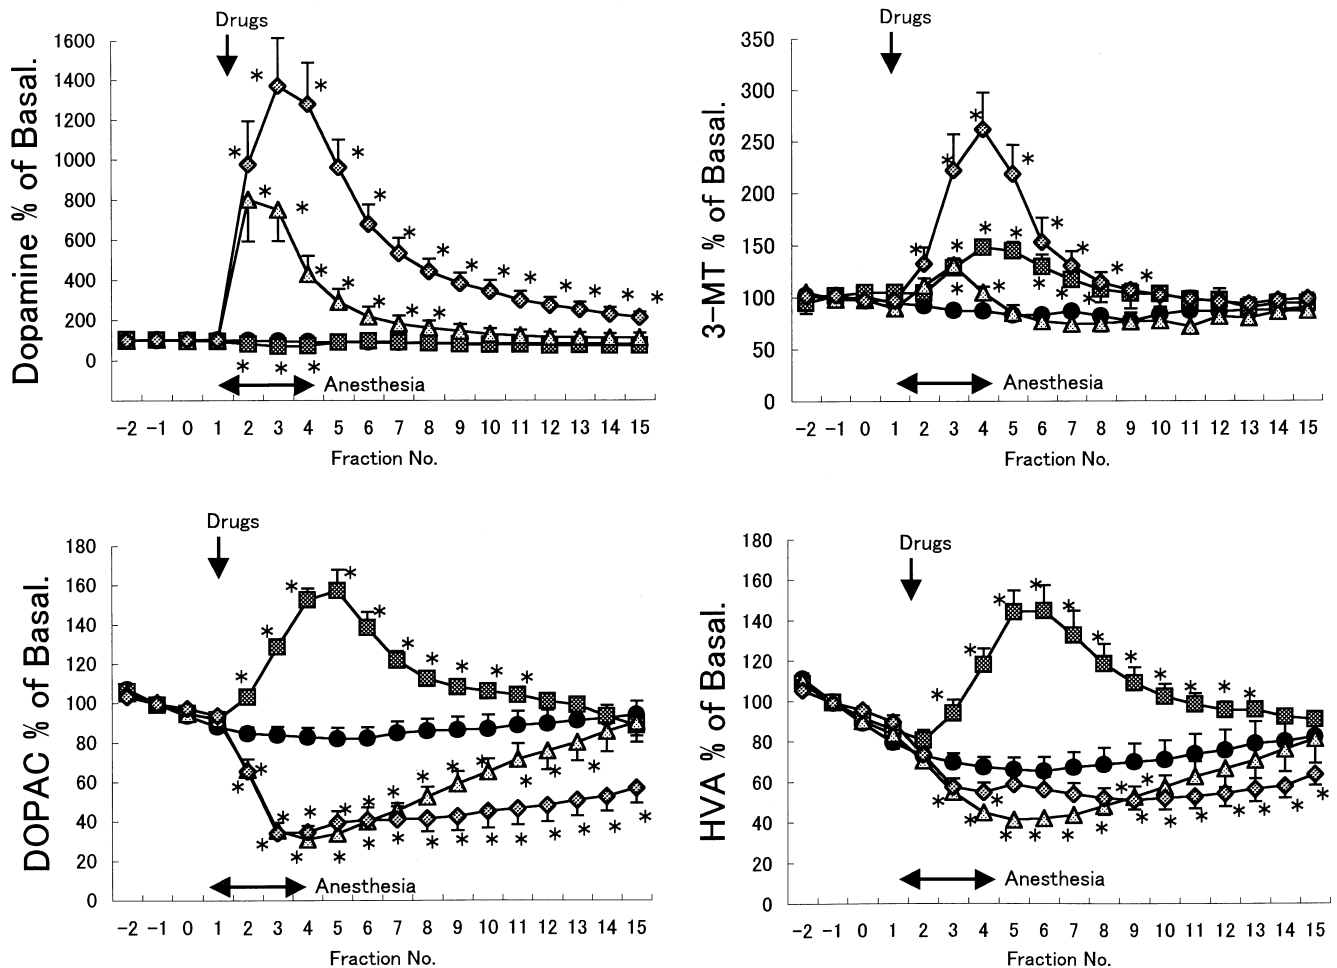 Drugs
Dopamine % of Basal.
1600
1400
1200
1000
800
600
400
200
0
* * * * * * * * * * * * * *
* * * * * * *
* * *
Anesthesia
-2 -1 0 1 2 3 4 5 6 7 8 9 10 11 12 13 14 15
Fraction No.
Drugs
3-MT % of Basal.
350
300
250
200
150
100
50
0
* * * * * * * * *
* * * * * * *
Anesthesia
-2 -1 0 1 2 3 4 5 6 7 8 9 10 11 12 13 14 15
Fraction No.
Drugs
DOPAC % of Basal.
180
160
140
120
100
80
60
40
20
0
* * * * * * * * * *
* * * * * * * * * * *
* * * * * * * * * * * * * *
Anesthesia
-2 -1 0 1 2 3 4 5 6 7 8 9 10 11 12 13 14 15
Fraction No.
Drugs
HVA % of Basal.
180
160
140
120
100
80
60
40
20
0
* * * * * * * * * * *
* * * * * * * * * * * * * * * *
Anesthesia
-2 -1 0 1 2 3 4 5 6 7 8 9 10 11 12 13 14 15
Fraction No.